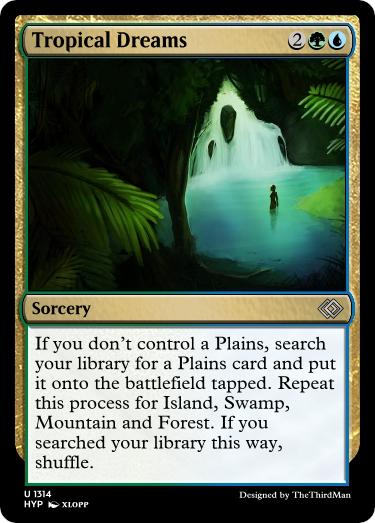 Tropical Dreams 2
Sorcery
If you don't control a Plains, search
your library for a Plains card and put
it onto the battlefield tapped. Repeat
this process for Island, Swamp,
Mountain and Forest. If you
searched your library this way,
shuffle.
U 1314
HYP XLOPP
Designed by TheThirdMan